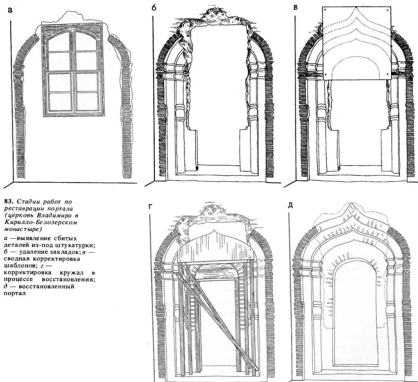 а
б
в
83. Стадии работ по
реставрации портала
(церковь Владимира в
Кирилло-Белозерском
монастыре)
а — выявление сбитых
деталей из-под штукатурки;
б — удаление закладок; в —
сводная корректировка
шаблонов; г —
корректировка кружал в
процессе восстановления;
д — восстановленный
портал
г
д